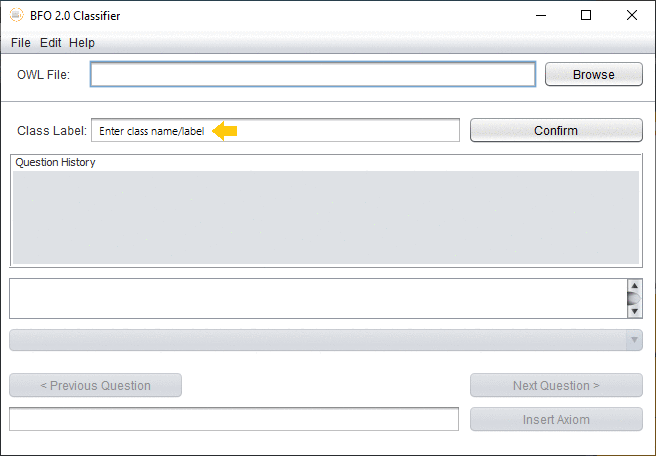 BFO 2.0 Classifier
File Edit Help
OWL File: Browse
Class Label: Enter class name/label Confirm
Question History
< Previous Question Next Question >
Insert Axiom